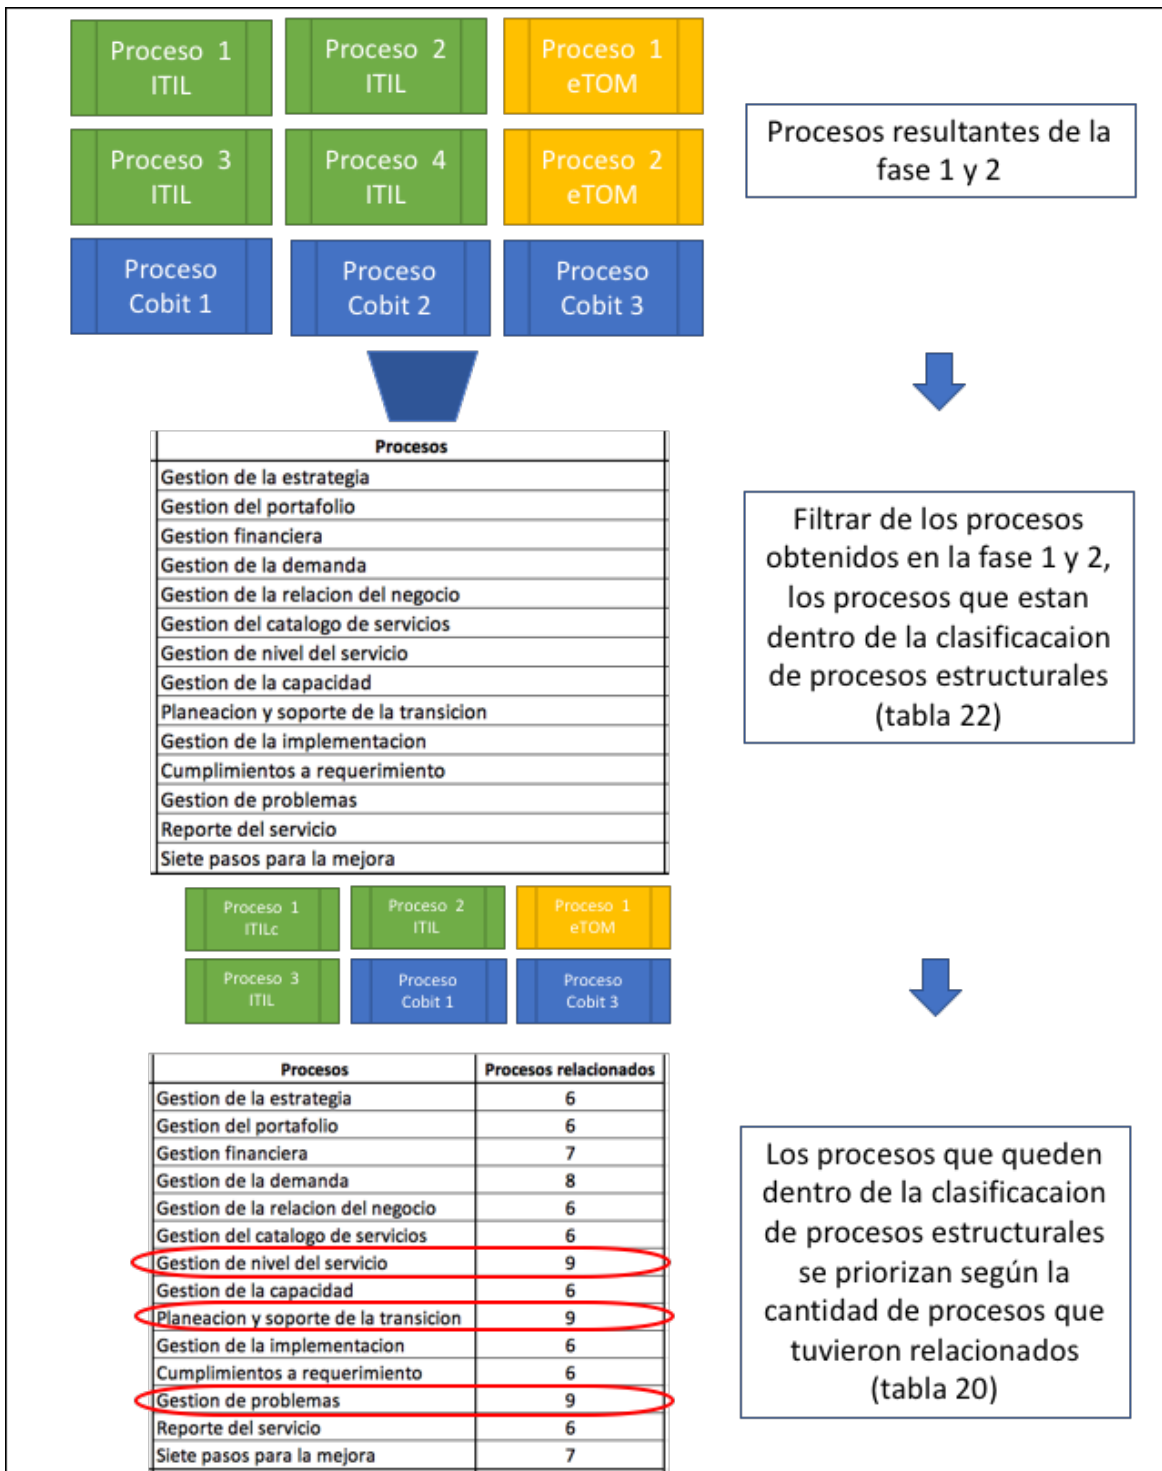 Proceso 1
ITIL
Proceso 2
ITIL
Proceso 1
eTOM
Proceso 3
ITIL
Proceso 4
ITIL
Proceso 2
eTOM
Proceso
Cobit 1
Proceso
Cobit 2
Proceso
Cobit 3
Procesos resultantes de la
fase 1 y 2
Procesos
Gestion de la estrategia
Gestion del portafolio
Gestion financiera
Gestion de la demanda
Gestion de la relacion del negocio
Gestion del catalogo de servicios
Gestion de nivel del servicio
Gestion de la capacidad
Planeacion y soporte de la transicion
Gestion de la implementacion
Cumplimientos a requerimiento
Gestion de problemas
Reporte del servicio
Siete pasos para la mejora
Filtrar de los procesos
obtenidos en la fase 1 y 2,
los procesos que estan
dentro de la clasificacaion
de procesos estructurales
(tabla 22)
Proceso 1
ITILc
Proceso 2
ITIL
Proceso 1
eTOM
Proceso 3
ITIL
Proceso
Cobit 1
Proceso
Cobit 3
Procesos Procesos relacionados
Gestion de la estrategia 6
Gestion del portafolio 6
Gestion financiera 7
Gestion de la demanda 8
Gestion de la relacion del negocio 6
Gestion del catalogo de servicios 6
Gestion de nivel del servicio 9
Gestion de la capacidad 6
Planeacion y soporte de la transicion 9
Gestion de la implementacion 6
Cumplimientos a requerimiento 6
Gestion de problemas 9
Reporte del servicio 6
Siete pasos para la mejora 7
Los procesos que queden
dentro de la clasificacaion
de procesos estructurales
se priorizan según la
cantidad de procesos que
tuvieron relacionados
(tabla 20)